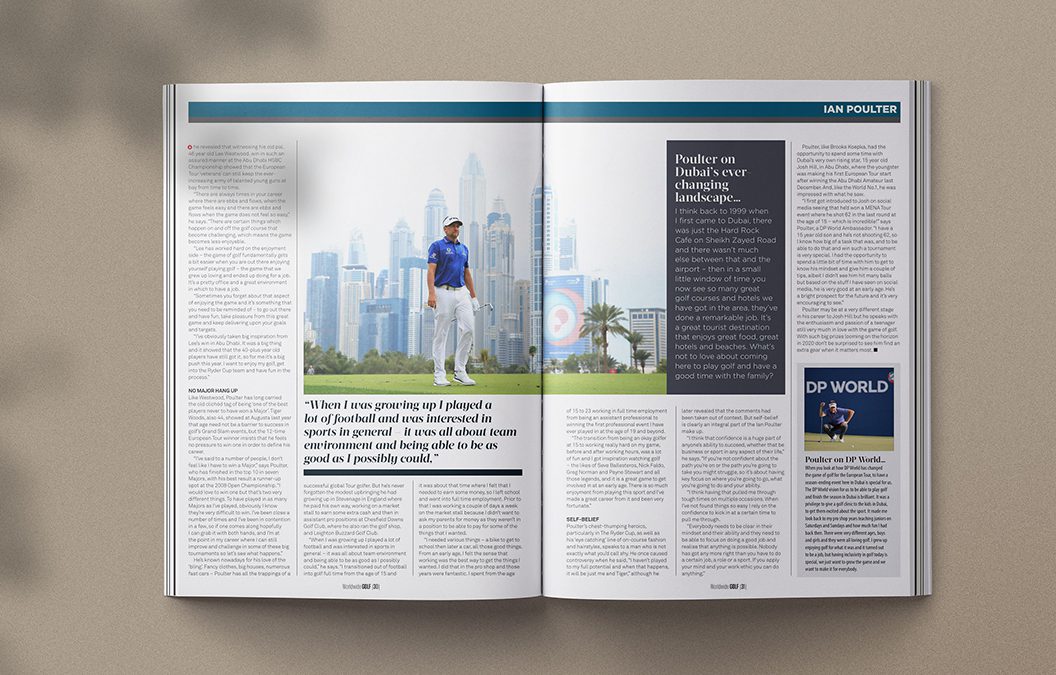 IAN POULTER
he revealed that witnessing his old pal,
46-year old Lee Westwood, win in such an
assured manner at the Abu Dhabi HSBC
Championship showed that the European
Tour 'veterans' can still keep the ever-
increasing army of talented young guns at
bay from time to time.
"There are always times in your career
where there are ebbs and flows, when the
game feels easy and there are ebbs and
flows when the game does not feel so easy,"
he says. "There are certain things which
happen on and off the golf course that
become challenging, which means the game
becomes less enjoyable.
"Lee has worked hard on the enjoyment
side – the game of golf fundamentally gets
a bit easier when you are out there enjoying
yourself playing golf – the game that we
grew up loving and ended up doing for a job.
It's a pretty office and a great environment
in which to have a job.
"Sometimes you forget about that aspect
of enjoying the game and it's something that
you need to be reminded of – to go out there
and have fun, take pleasure from this great
game and keep delivering upon your goals
and targets.
"I've obviously taken big inspiration from
Lee's win in Abu Dhabi. It was a big thing
and it showed that the 40-plus year old
players have still got it, so for me it's a big
push this year. I want to enjoy my golf, get
into the Ryder Cup team and have fun in the
process."
NO MAJOR HANG UP
Like Westwood, Poulter has long carried
the old clichéd tag of being 'one of the best
players never to have won a Major'. Tiger
Woods, also 44, showed at Augusta last year
that age need not be a barrier to success in
golf's Grand Slam events, but the 12-time
European Tour winner insists that he feels
no pressure to win one in order to define his
career.
"I've said to a number of people, I don't
feel like I have to win a Major," says Poulter,
who has finished in the top 10 in seven
Majors, with his best result a runner-up
spot at the 2008 Open Championship. "I
would love to win one but that's two very
different things. To have played in as many
Majors as I've played, obviously I know
they're very difficult to win. I've been close a
number of times and I've been in contention
in a few, so if one comes along hopefully
I can grab it with both hands, and I'm at
the point in my career where I can still
improve and challenge in some of these big
tournaments so let's see what happens."
He's known nowadays for his love of the
'bling'. Fancy clothes, big houses, numerous
fast cars – Poulter has all the trappings of a
"When I was growing up I played a
lot of football and was interested in
sports in general – it was all about team
environment and being able to be as
good as I possibly could,"
successful global Tour golfer. But he's never
forgotten the modest upbringing he had
growing up in Stevenage in England where
he paid his own way, working on a market
stall to earn some extra cash and then in
assistant pro positions at Chesfield Downs
Golf Club, where he also ran the golf shop,
and Leighton Buzzard Golf Club.
"When I was growing up I played a lot of
football and was interested in sports in
general – it was all about team environment
and being able to be as good as I possibly
could," he says. "I transitioned out of football
into golf full time from the age of 15 and
it was about that time where I felt that I
needed to earn some money, so I left school
and went into full time employment. Prior to
that I was working a couple of days a week
on the market stall because I didn't want to
ask my parents for money as they weren't in
a position to be able to pay for some of the
things that I wanted.
"I needed various things – a bike to get to
school then later a car, all those good things.
From an early age, I felt the sense that
working was the best way to get the things I
wanted. I did that in the pro shop and those
years were fantastic. I spent from the age
Worldwide GOLF |30|
Poulter on
Dubai's ever-
changing
landscape...
I think back to 1999 when
I first came to Dubai, there
was just the Hard Rock
Cafe on Sheikh Zayed Road
and there wasn't much
else between that and the
airport – then in a small
little window of time you
now see so many great
golf courses and hotels we
have got in the area, they've
done a remarkable job. It's
a great tourist destination
that enjoys great food, great
hotels and beaches. What's
not to love about coming
here to play golf and have a
good time with the family?
of 15 to 23 working in full time employment
from being an assistant professional to
winning the first professional event I have
ever played in at the age of 19 and beyond.
"The transition from being an okay golfer
at 15 to working really hard on my game,
before and after working hours, was a lot
of fun and I got inspiration watching golf
– the likes of Seve Ballesteros, Nick Faldo,
Greg Norman and Payne Stewart and all
those legends, and it is a great game to get
involved in at an early age. There is so much
enjoyment from playing this sport and I've
made a great career from it and been very
fortunate."
SELF-BELIEF
Poulter's chest-thumping heroics,
particularly in The Ryder Cup, as well as
his 'eye catching' line of on-course fashion
and hairstyles, speaks to a man who is not
exactly what you'd call shy. He once caused
controversy when he said, "I haven't played
to my full potential and when that happens,
it will be just me and Tiger," although he
later revealed that the comments had
been taken out of context. But self-belief
is clearly an integral part of the Ian Poulter
make up.
"I think that confidence is a huge part of
anyone's ability to succeed, whether that be
business or sport in any aspect of their life,"
he says. "If you're not confident about the
path you're on or the path you're going to
take you might struggle, so it's about having
key focus on where you're going to go, what
you're going to do and your ability.
"I think having that pulled me through
tough times on multiple occasions. When
I've not found things so easy I rely on the
confidence to kick in at a certain time to
pull me through.
"Everybody needs to be clear in their
mindset and their ability and they need to
be able to focus on doing a good job and
realise that anything is possible. Nobody
has got any more right than you have to do
a certain job, a role or a sport. If you apply
your mind and your work ethic you can do
anything."
Poulter, like Brooks Koepka, had the
opportunity to spend some time with
Dubai's very own rising star, 15 year old
Josh Hill, in Abu Dhabi, where the youngster
was making his first European Tour start
after winning the Abu Dhabi Amateur last
December. And, like the World No.1, he was
impressed with what he saw.
"I first got introduced to Josh on social
media seeing that he'd won a MENA Tour
event where he shot 62 in the last round at
the age of 15 – which is incredible!" says
Poulter, a DP World Ambassador. "I have a
15 year old son and he's not shooting 62, so
I know how big of a task that was, and to be
able to do that and win such a tournament
is very special. I had the opportunity to
spend a little bit of time with him to get to
know his mindset and give him a couple of
tips, albeit I didn't see him hit many balls
but based on the stuff I have seen on social
media, he is very good at an early age. He's
a bright prospect for the future and it's very
encouraging to see."
Poulter may be at a very different stage
in his career to Josh Hill but he speaks with
the enthusiasm and passion of a teenager
still very much in love with the game of golf.
With such big prizes looming on the horizon
in 2020 don't be surprised to see him find an
extra gear when it matters most.
DP WORLD
Poulter on DP World...
When you look at how DP World has changed
the game of golf for the European Tour, to have a
season-ending event here in Dubai is special for us.
The DP World vision for us to be able to play golf
and finish the season in Dubai is brilliant. It was a
privilege to give a golf clinic to the kids in Dubai,
to get them excited about the sport. It made me
look back to my pro shop years teaching juniors on
Saturdays and Sundays and how much fun I had
back then. There were very different ages, boys
and girls and they were all loving golf. I grew up
enjoying golf for what it was and it turned out
to be a job, but having inclusivity in golf today is
special, we just want to grow the game and we
want to make it for everybody.
Worldwide GOLF |31|